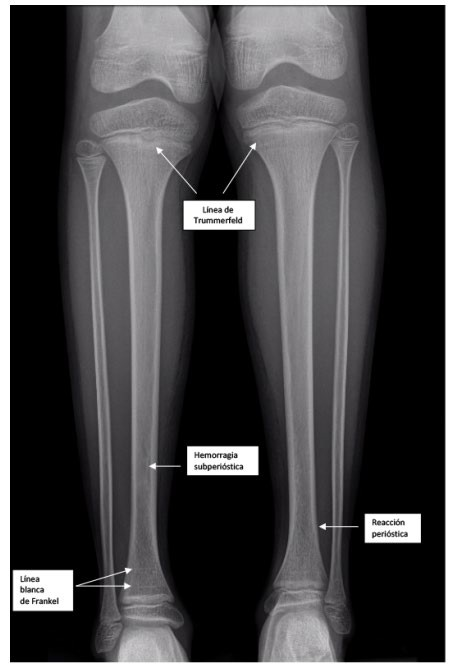 Línea de
Trummerfeld
Hemorragia
subperióstica
Reacción
perióstica
Línea
blanca
de Frankel